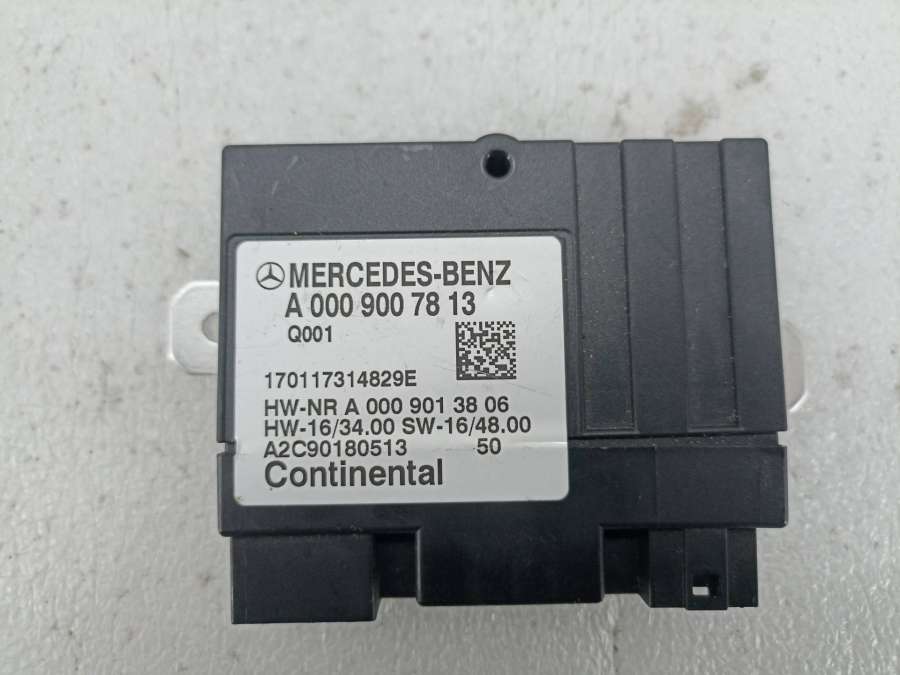 MERCEDES-BENZ
A 000 900 78 13
Q001
170117314829E
HW-NR A 000 901 38 06
HW-16/34.00 SW-16/48.00
A2C90180513 50
Continental